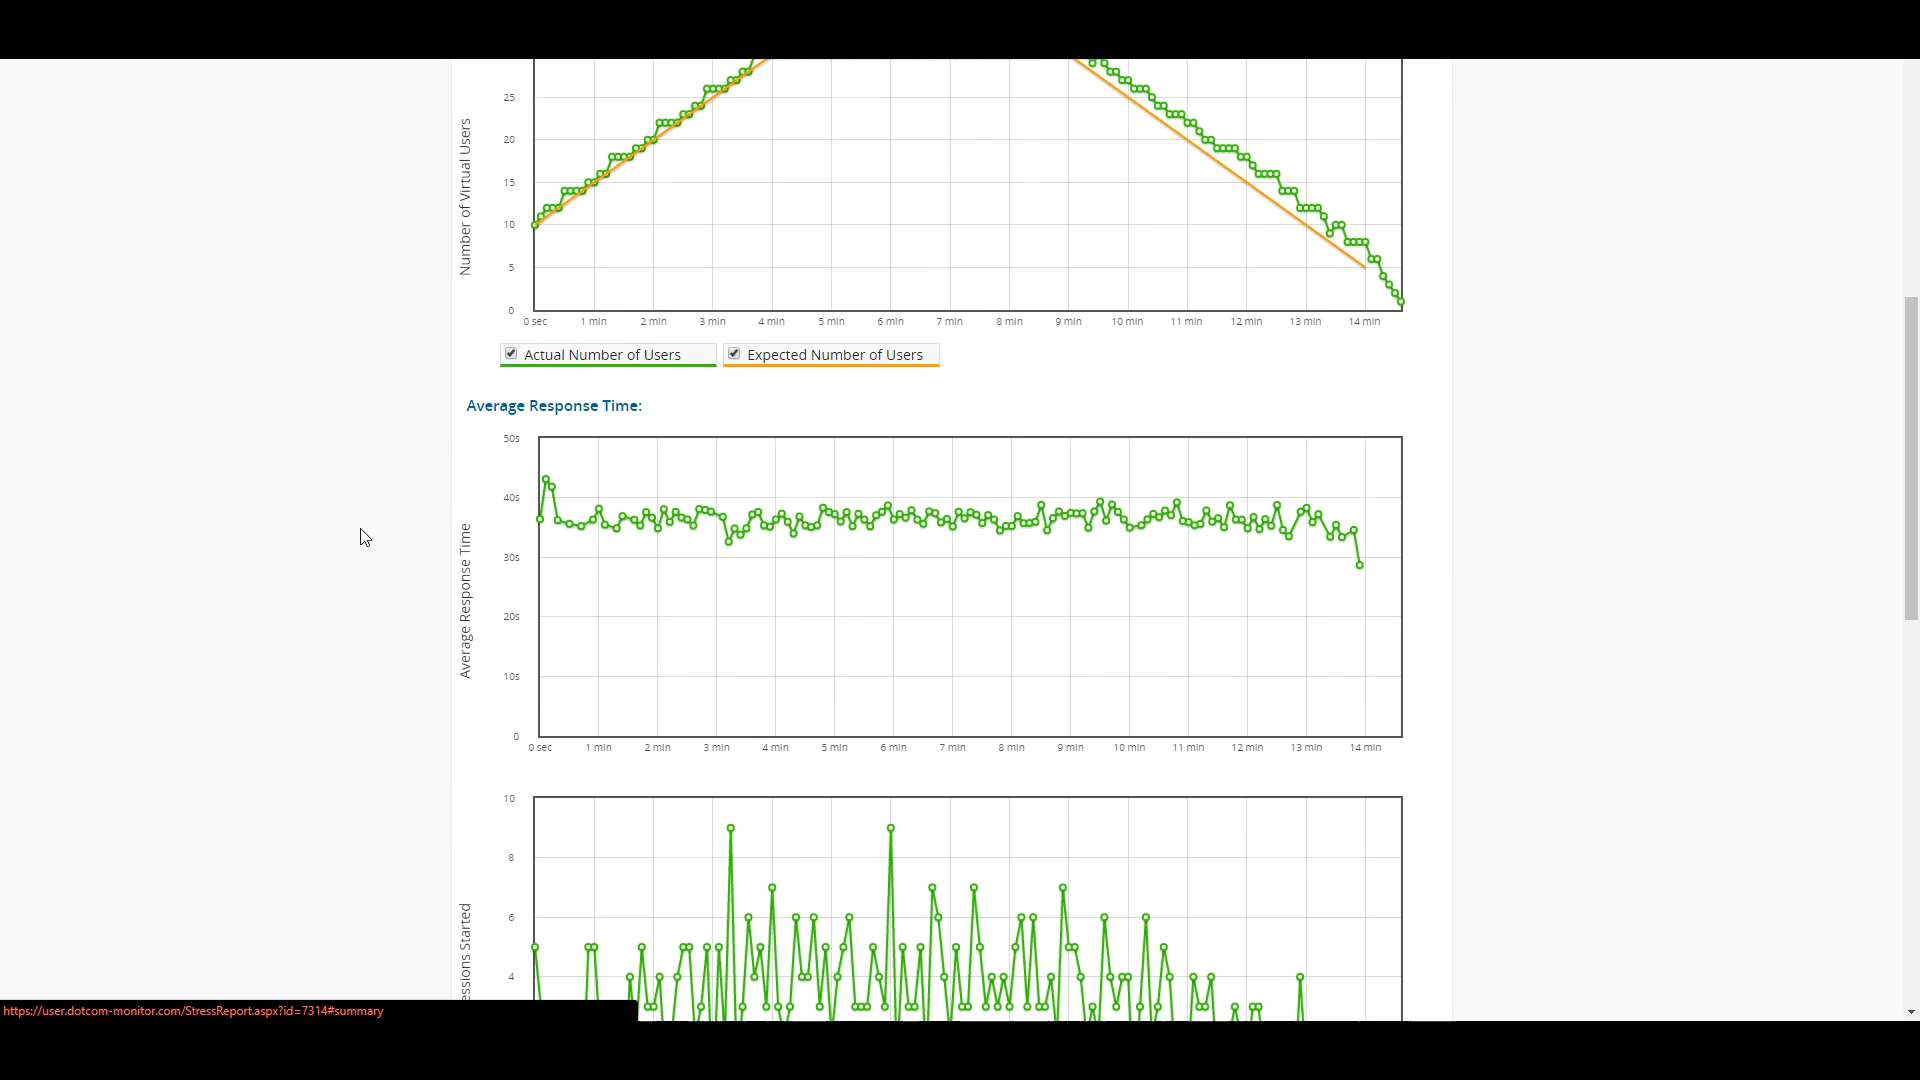 25
20
15
10
5
0
Number of Virtual Users
0 sec 1 min 2 min 3 min 4 min 5 min 6 min 7 min 8 min 9 min 10 min 11 min 12 min 13 min 14 min
Actual Number of Users Expected Number of Users
Average Response Time:
50s
40s
30s
20s
10s
0
Average Response Time
0 sec 1 min 2 min 3 min 4 min 5 min 6 min 7 min 8 min 9 min 10 min 11 min 12 min 13 min 14 min
10
8
6
4
essions Started
https://user.dotcom-monitor.com/StressReport.aspx?id=7314#summary